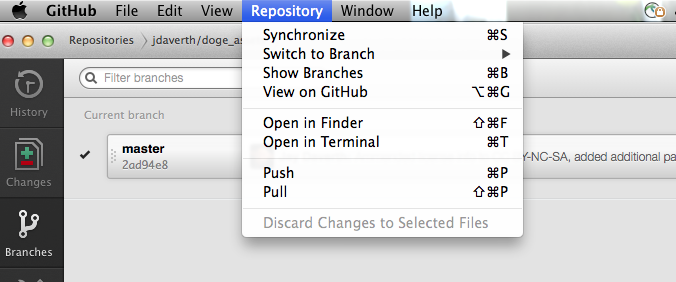 GitHub File Edit View Repository Window Help
Repositories jdaverth/doge_as
Filter branches
History
Changes
Branches
Current branch
master
2ad94e8
Y-NC-SA, added additional pa
Synchronize ⌘S
Switch to Branch ▶
Show Branches ⌘B
View on GitHub ⌥⌘G
Open in Finder ⇧⌘F
Open in Terminal ⌘T
Push ⌘P
Pull ⇧⌘P
Discard Changes to Selected Files